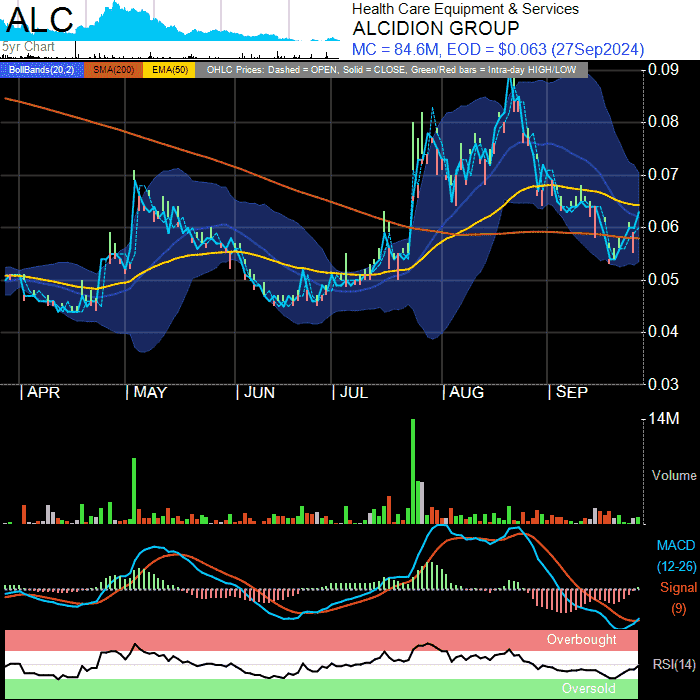 ALC
5yr Chart
Health Care Equipment & Services
ALCIDION GROUP
MC = 84.6M, EOD = $0.063 (27Sep2024)
BollBands(20,2) SMA(200) EMA(50) OHLC Prices: Dashed = OPEN, Solid = CLOSE, Green/Red bars = Intra-day HIGH/LOW
0.09
0.08
0.07
0.06
0.05
0.04
0.03
APR MAY JUN JUL AUG SEP
14M
Volume
MACD
(12-26)
Signal
(9)
Overbought
RSI(14)
Oversold